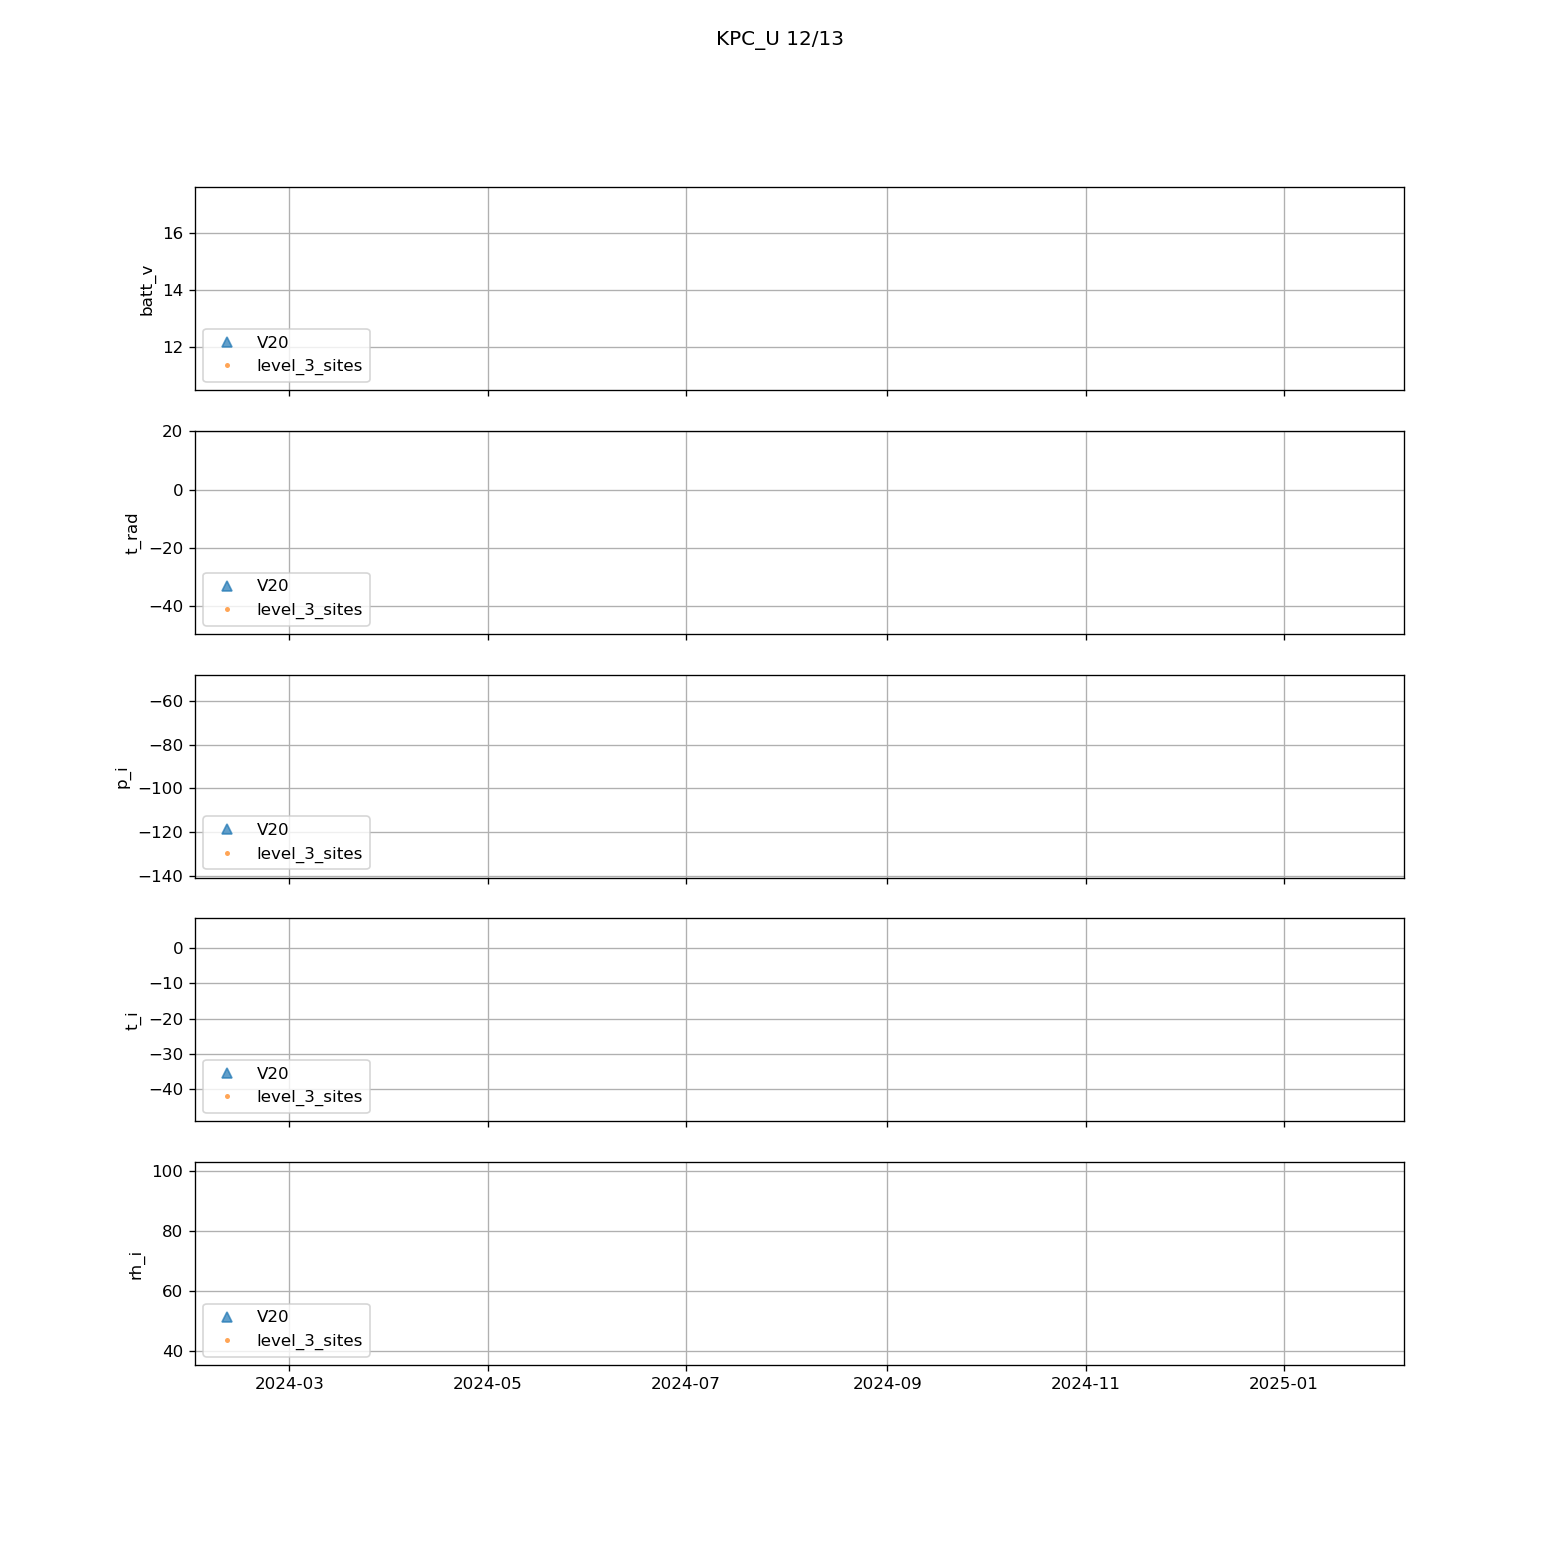 KPC_U 12/13
16
14
12
batt_v
V20
level_3_sites
20
0
−20
−40
t_rad
V20
level_3_sites
−60
−80
−100
−120
−140
p_i
V20
level_3_sites
0
−10
−20
−30
−40
t_i
V20
level_3_sites
100
80
60
40
rh_i
V20
level_3_sites
2024-03 2024-05 2024-07 2024-09 2024-11 2025-01